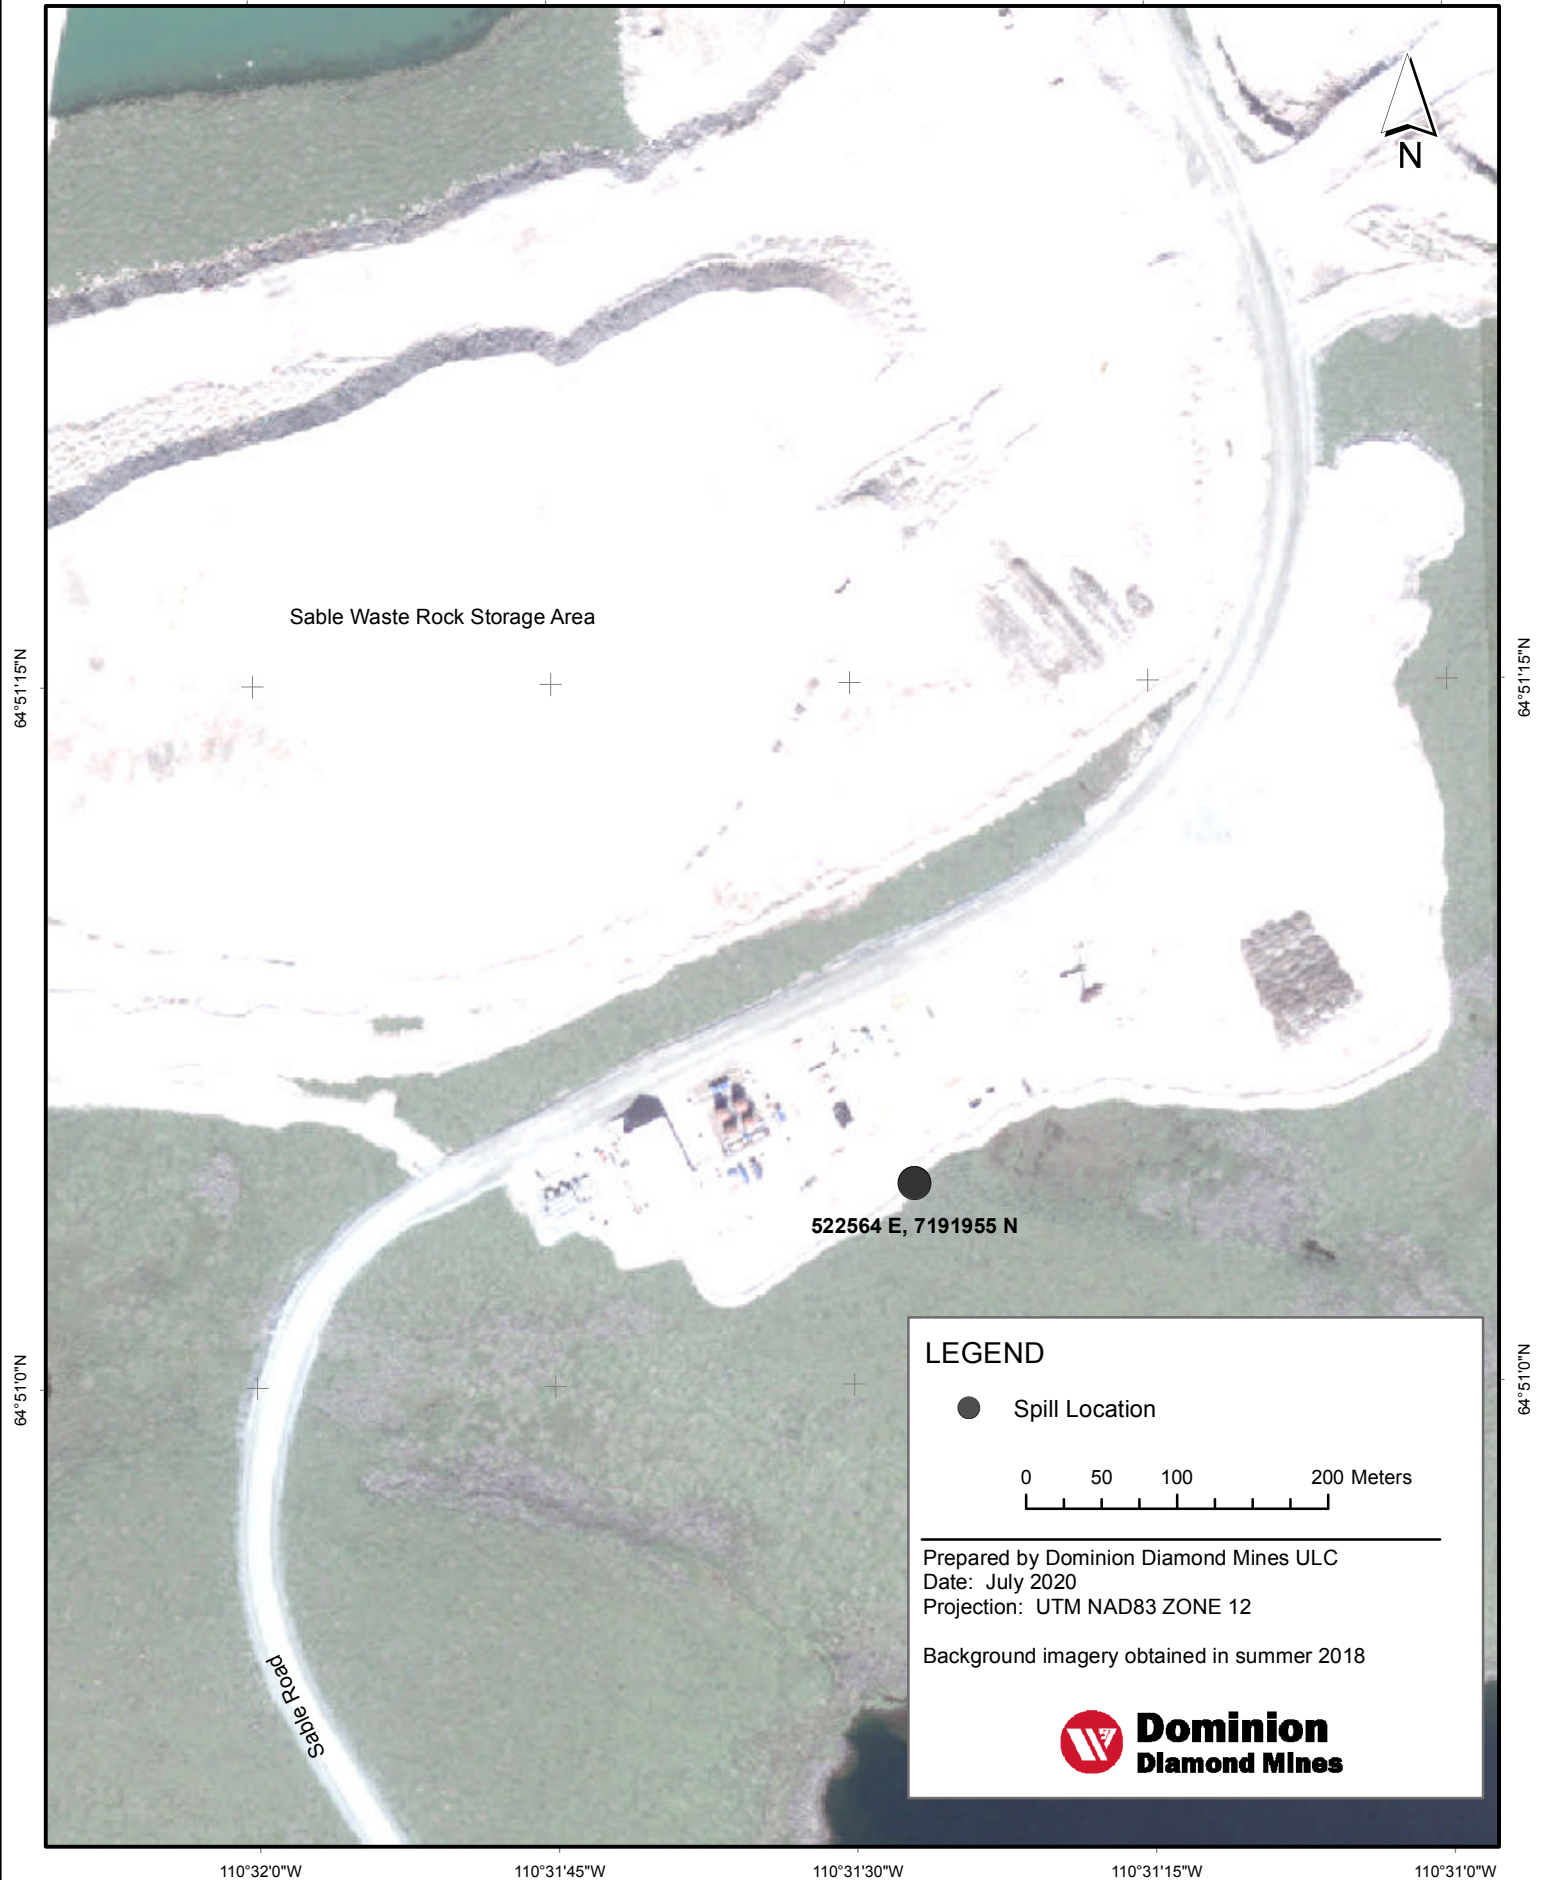 N
Sable Waste Rock Storage Area
64°51'15"N
64°51'15"N
522564 E, 7191955 N
64°51'0"N
64°51'0"N
LEGEND
Spill Location
0 50 100 200 Meters
Prepared by Dominion Diamond Mines ULC
Date: July 2020
Projection: UTM NAD83 ZONE 12
Background imagery obtained in summer 2018
Dominion
Diamond Mines
Sable Road
110°32'0"W 110°31'45"W 110°31'30"W 110°31'15"W 110°31'0"W